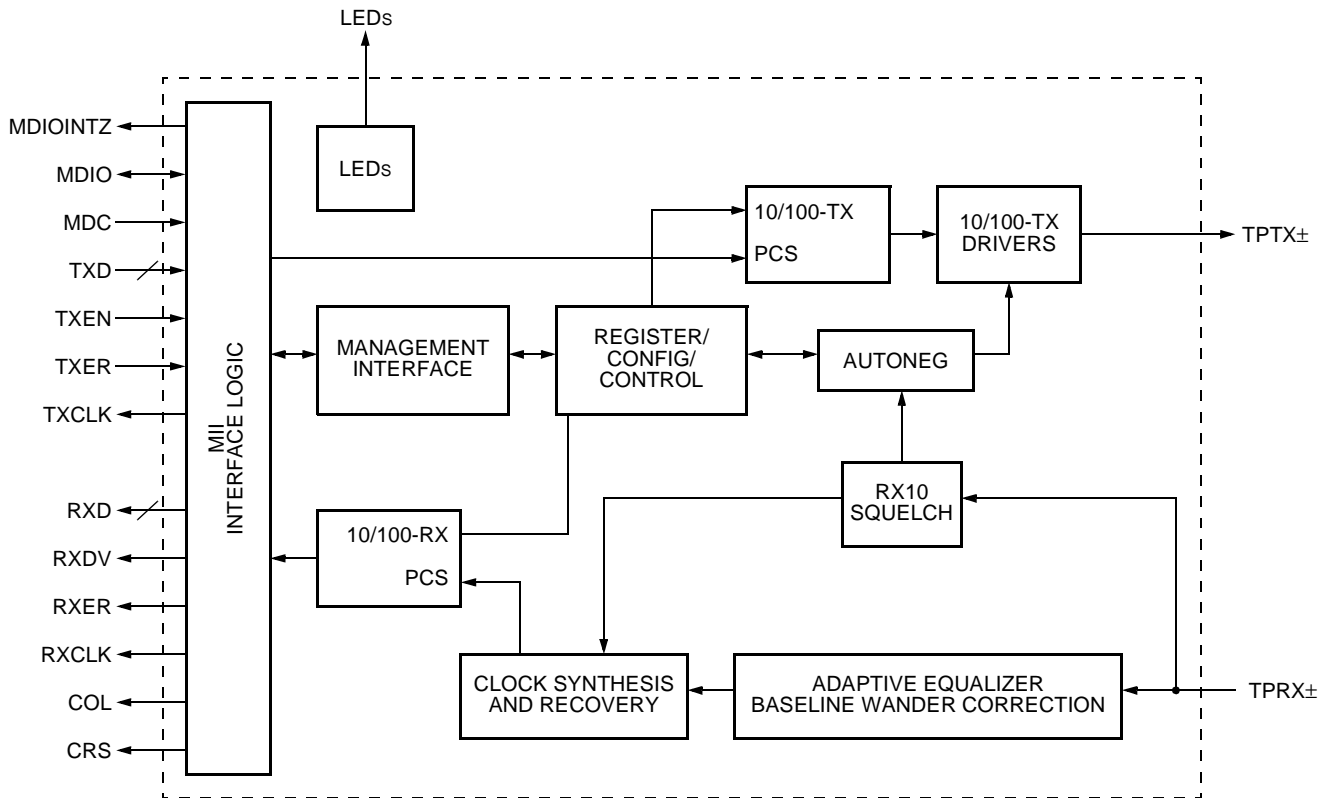 LEDs
MDIOINTZ
MDIO
MDC
TXD
TXEN
TXER
TXCLK
RXD
RXDV
RXER
RXCLK
COL
CRS
MII
INTERFACE LOGIC
LEDs
10/100-TX
PCS
10/100-TX
DRIVERS
TPTX±
MANAGEMENT
INTERFACE
REGISTER/
CONFIG/
CONTROL
AUTONEG
RX10
SQUELCH
10/100-RX
PCS
CLOCK SYNTHESIS
AND RECOVERY
ADAPTIVE EQUALIZER
BASELINE WANDER CORRECTION
TPRX±